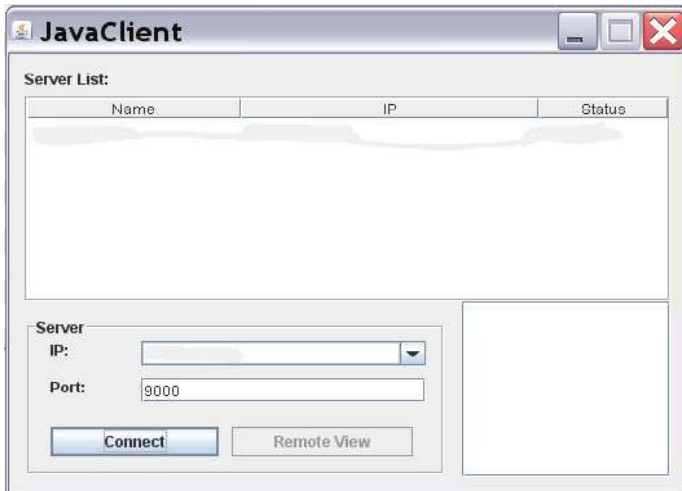 JavaClient
Server List:
Name IP Status
Server
IP:
Port: 9000
Connect Remote View